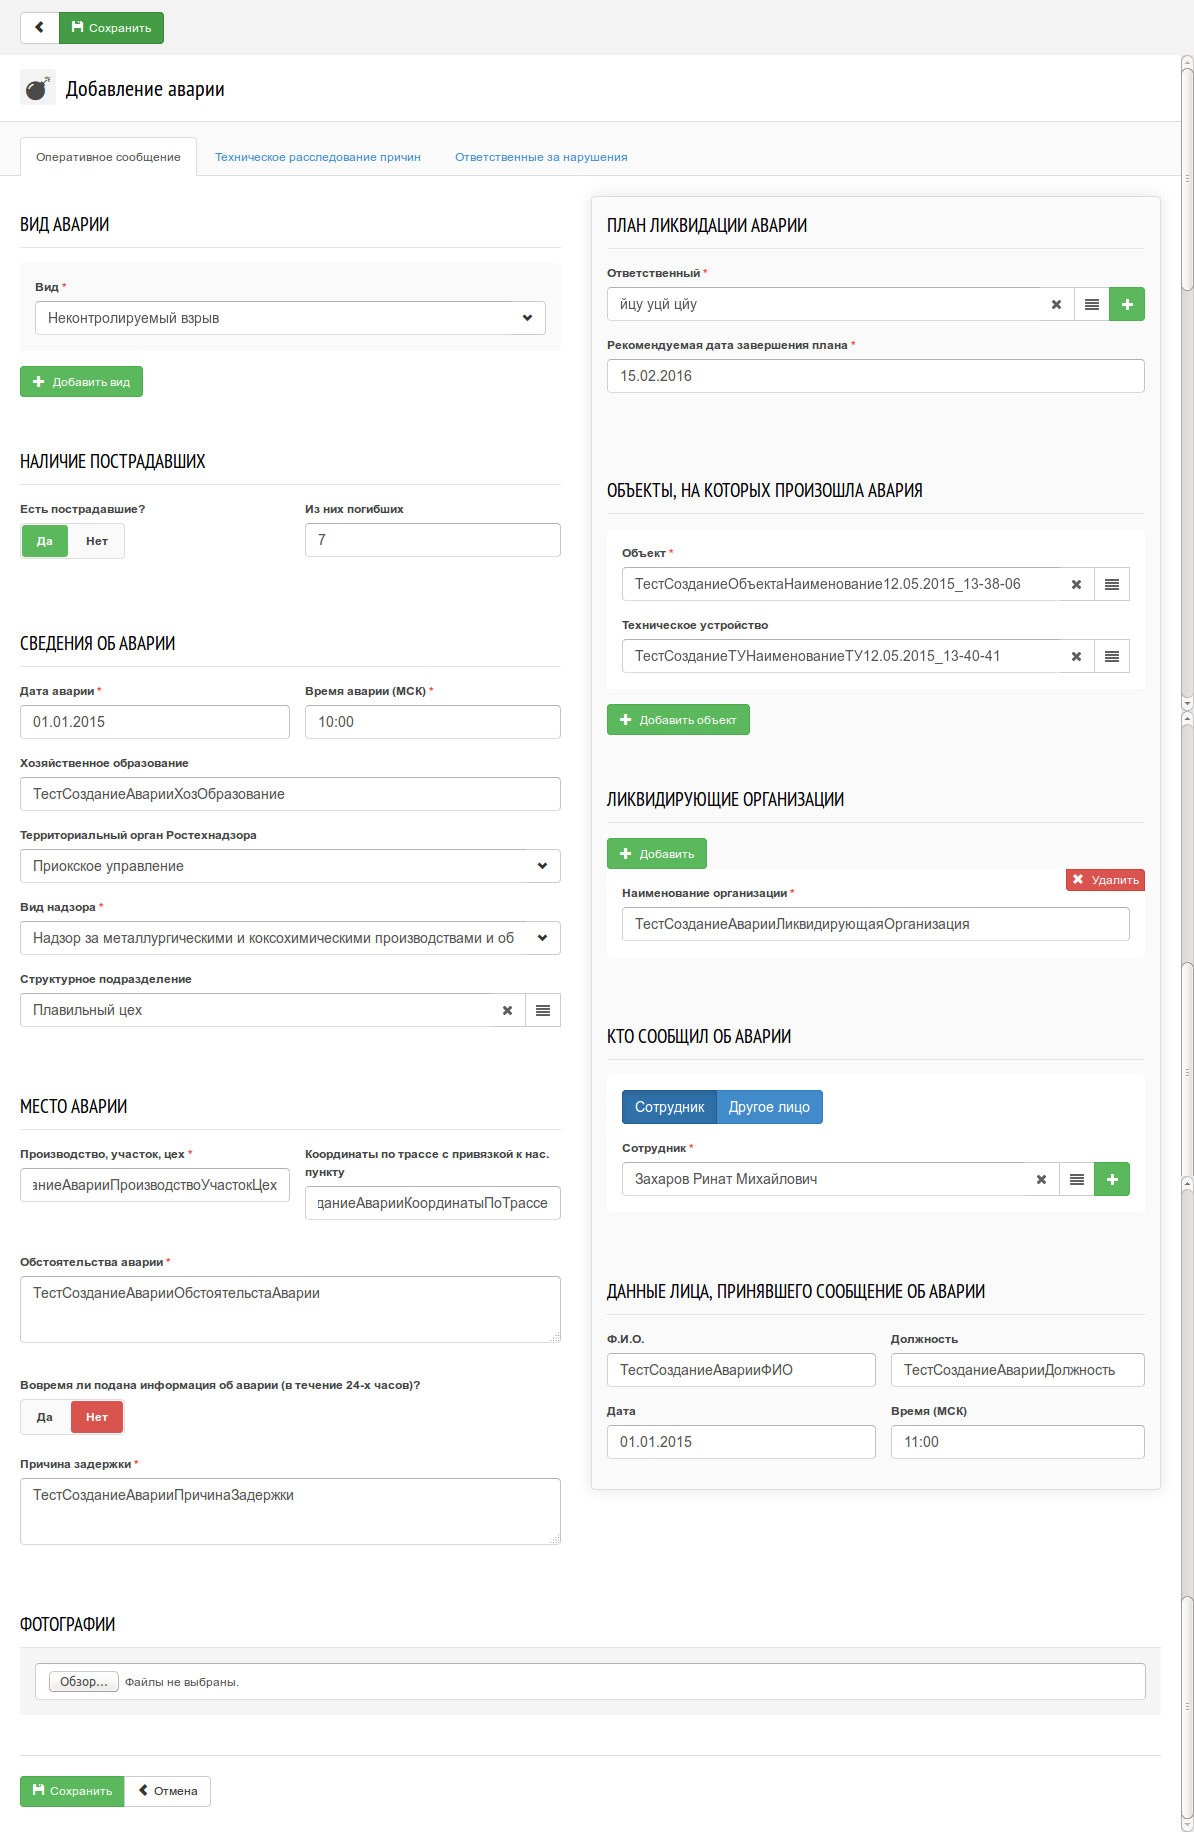 Сохранить
Добавление аварии
Оперативное сообщение
Техническое расследование причин
Ответственные за нарушения
ВИД АВАРИИ
Вид *
Неконтролируемый взрыв
Добавить вид
НАЛИЧИЕ ПОСТРАДАВШИХ
Есть пострадавшие?
Да Нет
Из них погибших
7
СВЕДЕНИЯ ОБ АВАРИИ
Дата аварии *
01.01.2015
Время аварии (МСК) *
10:00
Хозяйственное образование
ТестСозданиеАварииХозОбразование
Территориальный орган Ростехнадзора
Приокское управление
Вид надзора *
Надзор за металлургическими и коксохимическими производствами и об
Структурное подразделение
Плавильный цех
МЕСТО АВАРИИ
Производство, участок, цех *
аниеАварииПроизводствоУчастокЦех
Координаты по трассе с привязкой к нас.
пункту
даниеАварииКоординатыПоТрассе
Обстоятельства аварии *
ТестСозданиеАварииОбстоятельстаАварии
Вовремя ли подана информация об аварии (в течение 24-х часов)?
Да Нет
Причина задержки *
ТестСозданиеАварииПричинаЗадержки
ПЛАН ЛИКВИДАЦИИ АВАРИИ
Ответственный *
йцу уцй цйу
Рекомендуемая дата завершения плана *
15.02.2016
ОБЪЕКТЫ, НА КОТОРЫХ ПРОИЗОШЛА АВАРИЯ
Объект *
ТестСозданиеОбъектаНаименование12.05.2015_13-38-06
Техническое устройство
ТестСозданиеТУНаименованиеТУ12.05.2015_13-40-41
Добавить объект
ЛИКВИДИРУЮЩИЕ ОРГАНИЗАЦИИ
Добавить
Удалить
Наименование организации *
ТестСозданиеАварииЛиквидирующаяОрганизация
КТО СООБЩИЛ ОБ АВАРИИ
Сотрудник Другое лицо
Сотрудник *
Захаров Ринат Михайлович
ДАННЫЕ ЛИЦА, ПРИНЯВШЕГО СООБЩЕНИЕ ОБ АВАРИИ
Ф.И.О.
ТестСозданиеАварииФИО
Должность
ТестСозданиеАварииДолжность
Дата
01.01.2015
Время (МСК)
11:00
ФОТОГРАФИИ
Обзор... Файлы не выбраны.
Сохранить Отмена